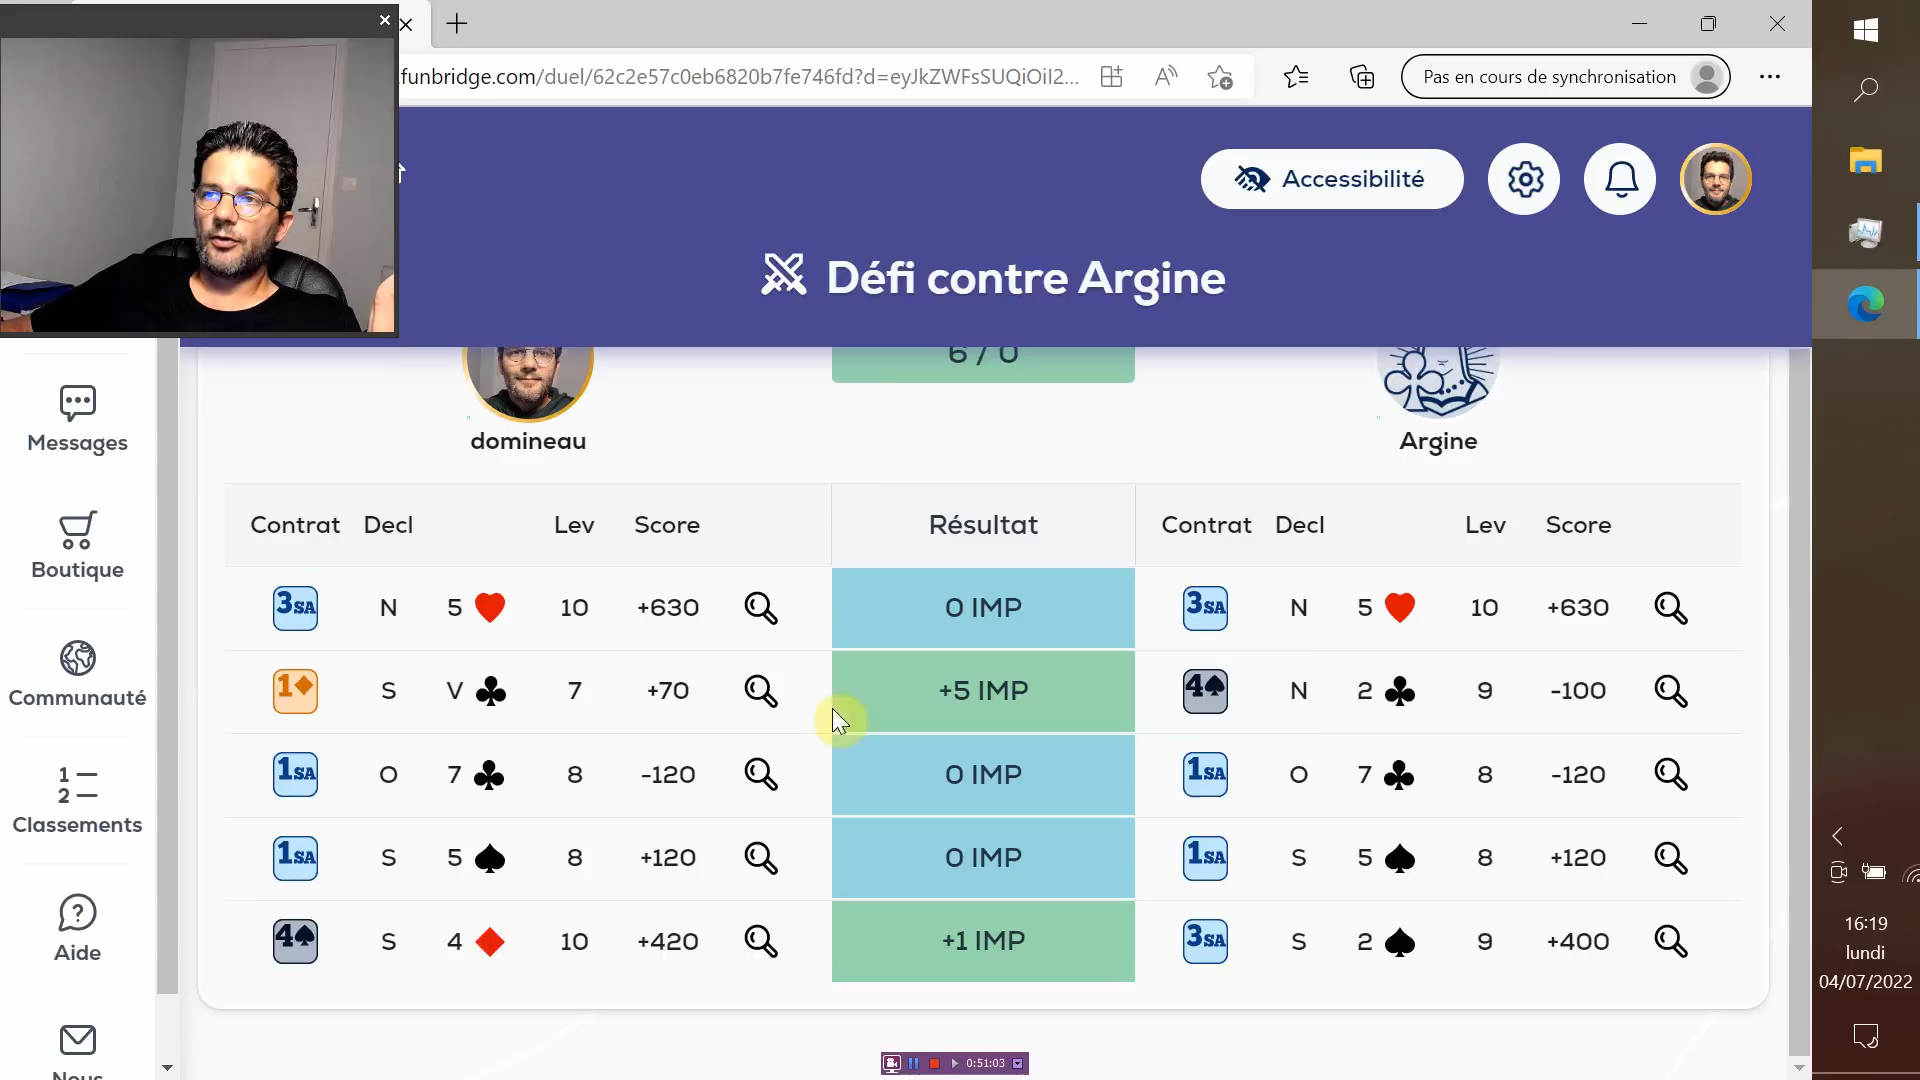 funbridge.com/duel/62c2e57c0eb6820b7fe746fd?d=eyJkZWFsSUQiOiI2...
Pas en cours de synchronisation
Accessibilité
Défi contre Argine
6 / 0
domineau
Argine
Contrat Decl Lev Score Résultat Contrat Decl Lev Score
3SA N 5 ♥ 10 +630 0 IMP 3SA N 5 ♥ 10 +630
1♦ S V ♣ 7 +70 +5 IMP 4♠ N 2 ♣ 9 -100
1SA O 7 ♣ 8 -120 0 IMP 1SA O 7 ♣ 8 -120
1SA S 5 ♠ 8 +120 0 IMP 1SA S 5 ♠ 8 +120
4♠ S 4 ♦ 10 +420 +1 IMP 3SA S 2 ♠ 9 +400
Messages
Boutique
Communauté
1
2
Classements
Aide
0:51:03
16:19
lundi
04/07/2022